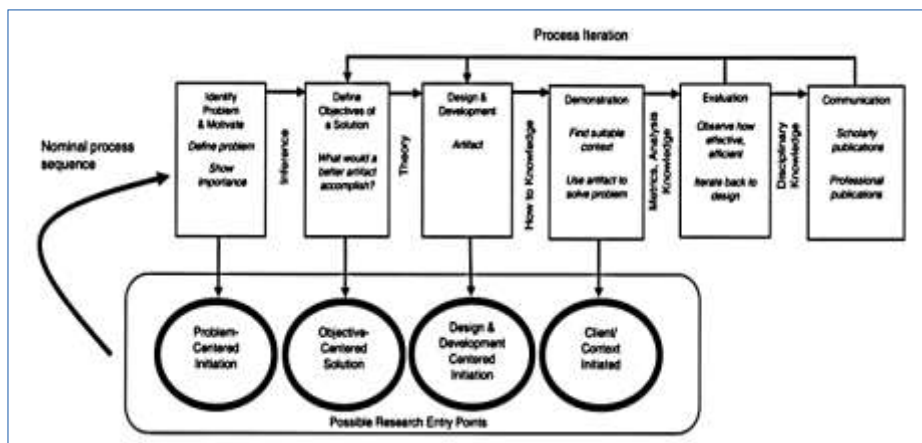 Process Iteration
Nominal process
sequence
Identify
Problem
& Motivate
Define problem
Show
importance
Inference
Define
Objectives of
a Solution
What would a
better artifact
accomplish?
Theory
Design &
Development
Artifact
How to Knowledge
Demonstration
Find suitable
context
Use artifact to
solve problem
Metrics, Analysis
Knowledge
Evaluation
Observe how
effective,
efficient
Iterate back to
design
Disciplinary
Knowledge
Communication
Scholarly
publications
Professional
publications
Problem-
Centered
Initiation
Objective-
Centered
Solution
Design &
Development
Centered
Initiation
Client/
Context
Initiated
Possible Research Entry Points